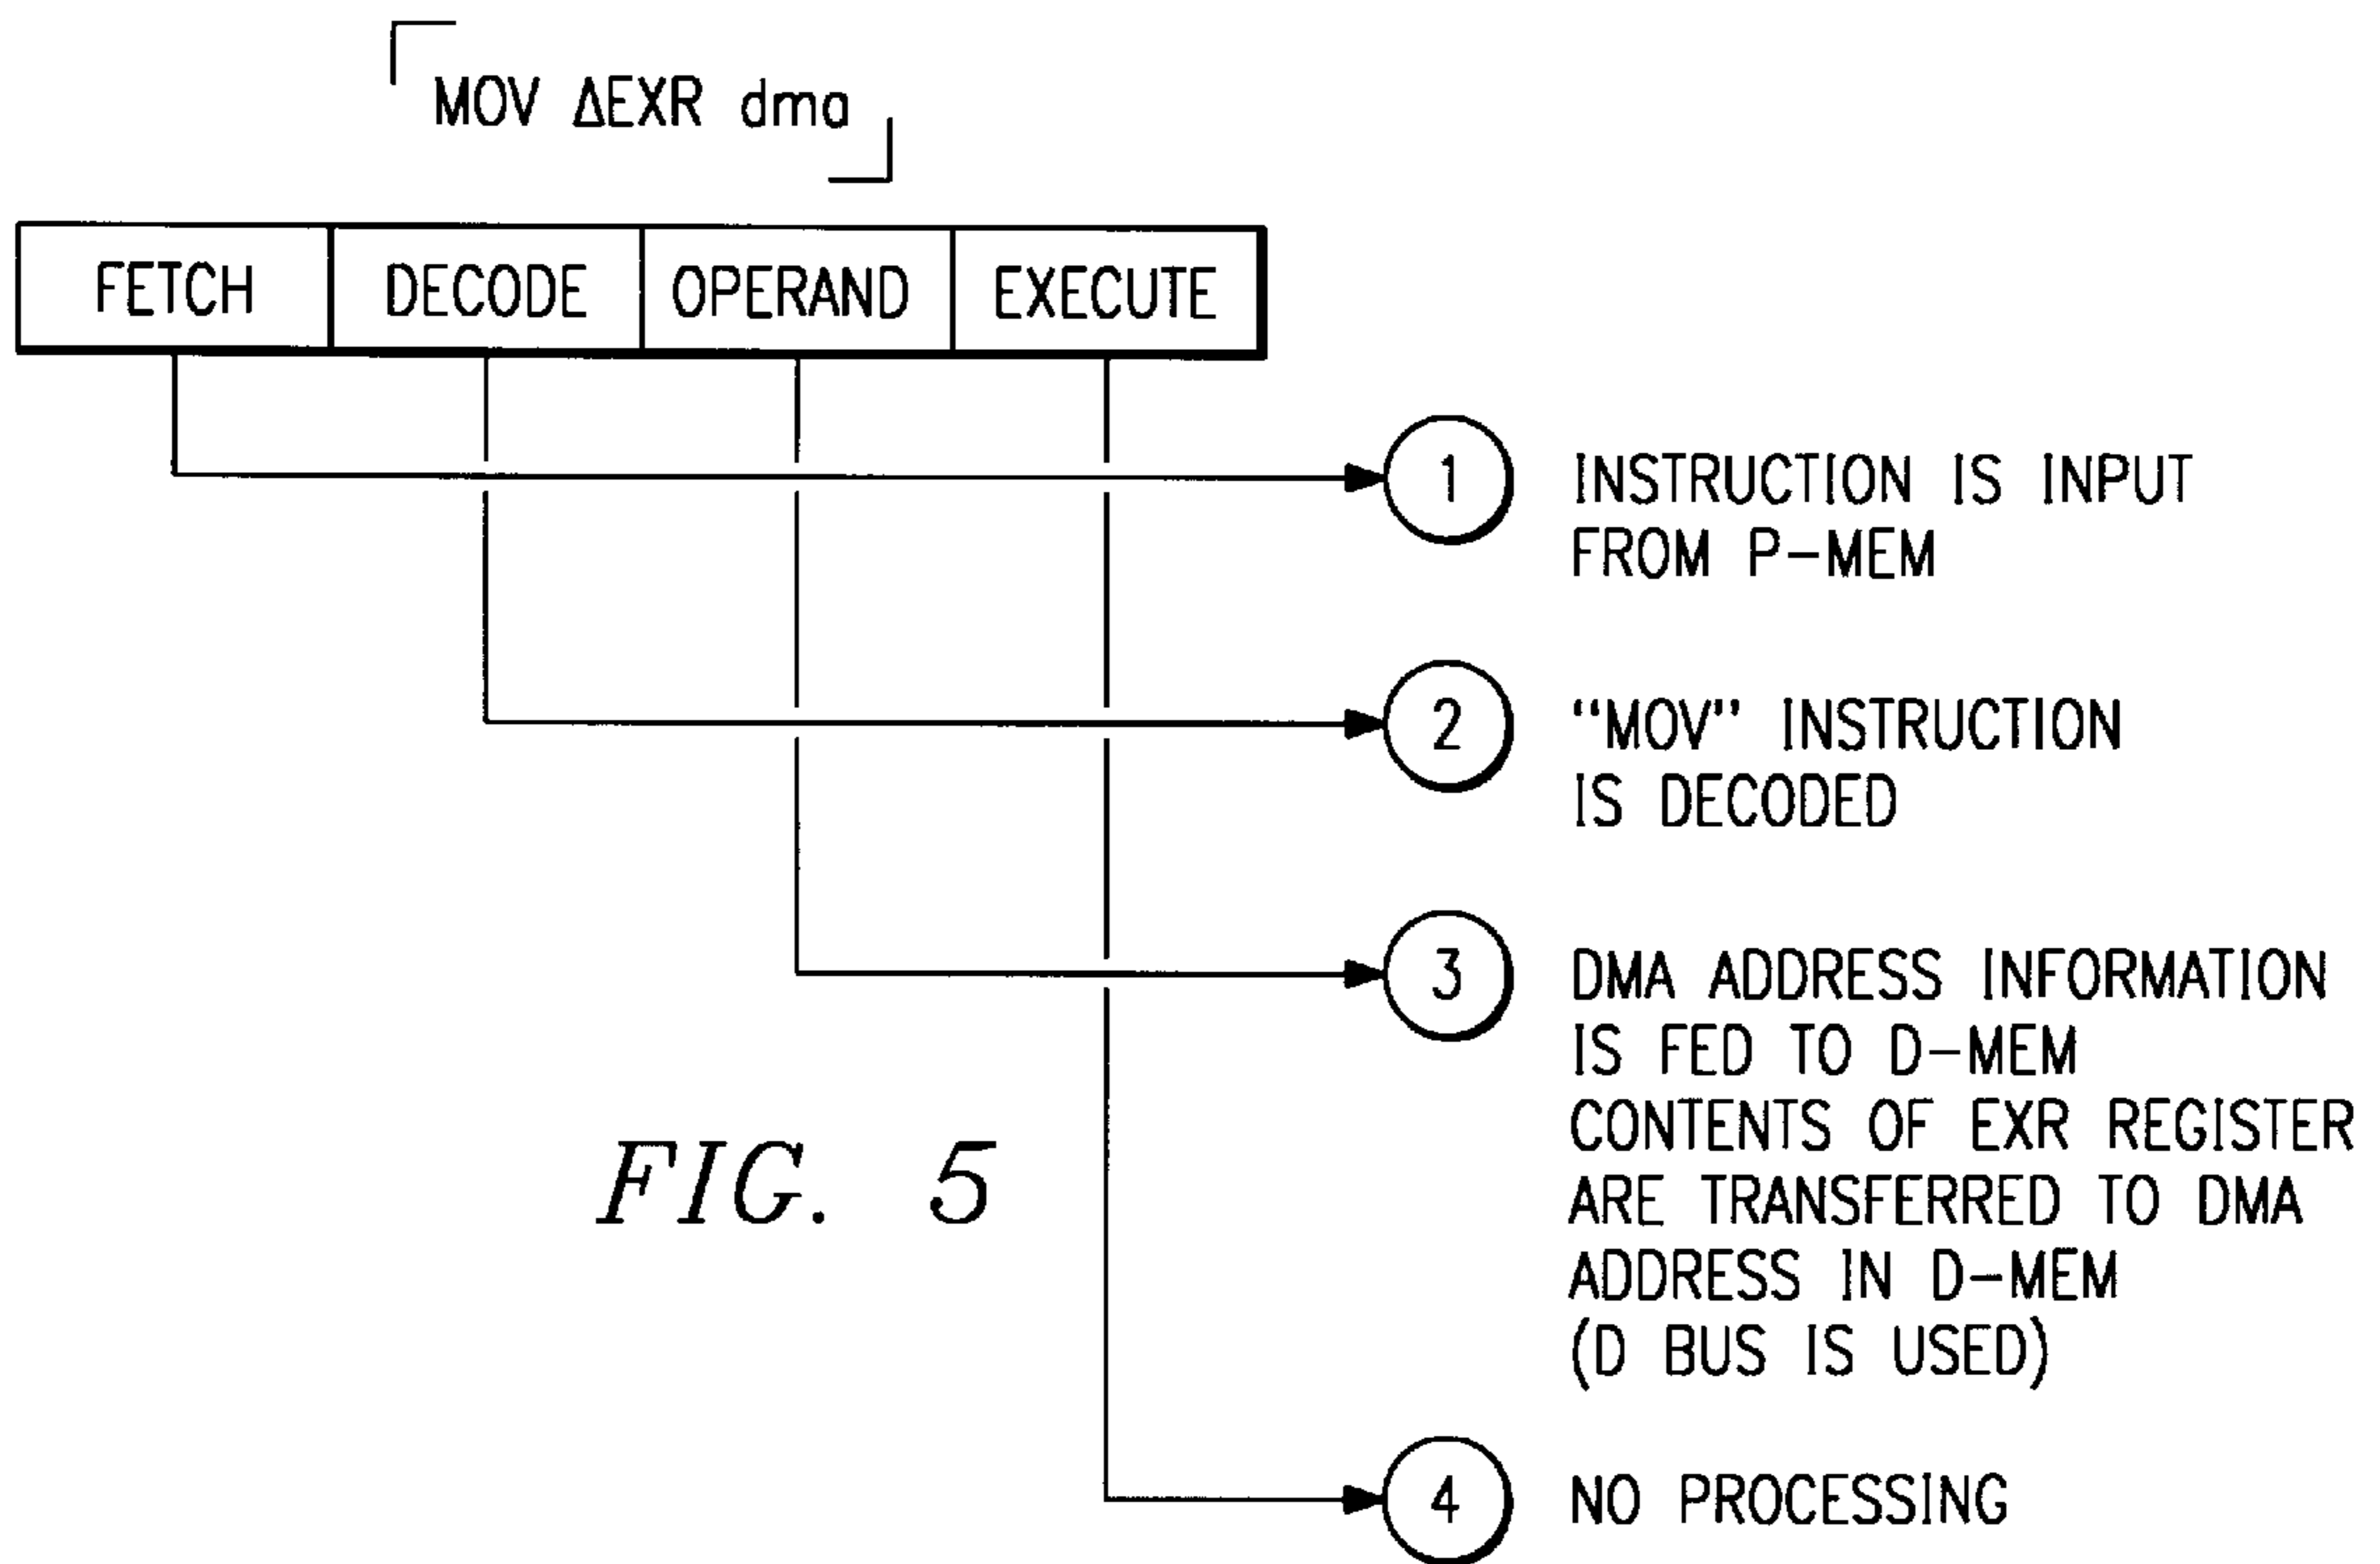 MOV ΔEXR dma
FETCH DECODE OPERAND EXECUTE
1 INSTRUCTION IS INPUT
FROM P-MEM
2 "MOV" INSTRUCTION
IS DECODED
3 DMA ADDRESS INFORMATION
IS FED TO D-MEM
CONTENTS OF EXR REGISTER
ARE TRANSFERRED TO DMA
ADDRESS IN D-MEM
(D BUS IS USED)
FIG. 5
4 NO PROCESSING